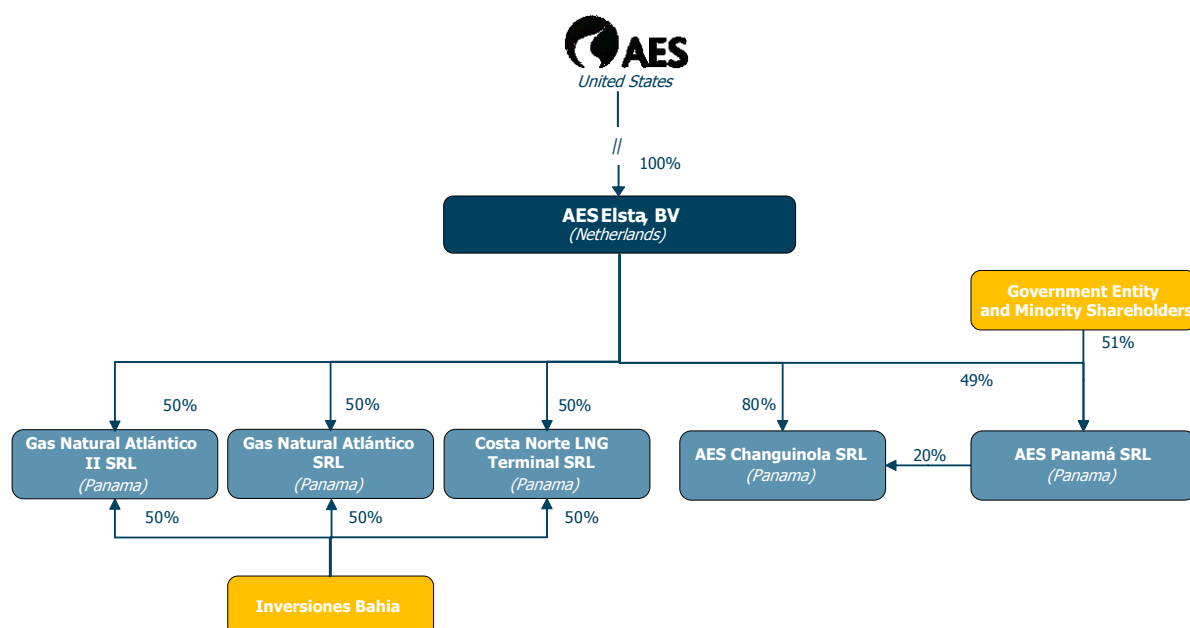 AES
United States
//
100%
AES Elsta, BV
(Netherlands)
Government Entity
and Minority Shareholders
51%
49%
50%
50%
50%
80%
Gas Natural Atlántico
II SRL
(Panama)
Gas Natural Atlántico
SRL
(Panama)
Costa Norte LNG
Terminal SRL
(Panama)
AES Changuinola SRL
(Panama)
20%
AES Panamá SRL
(Panama)
50%
50%
50%
Inversiones Bahia